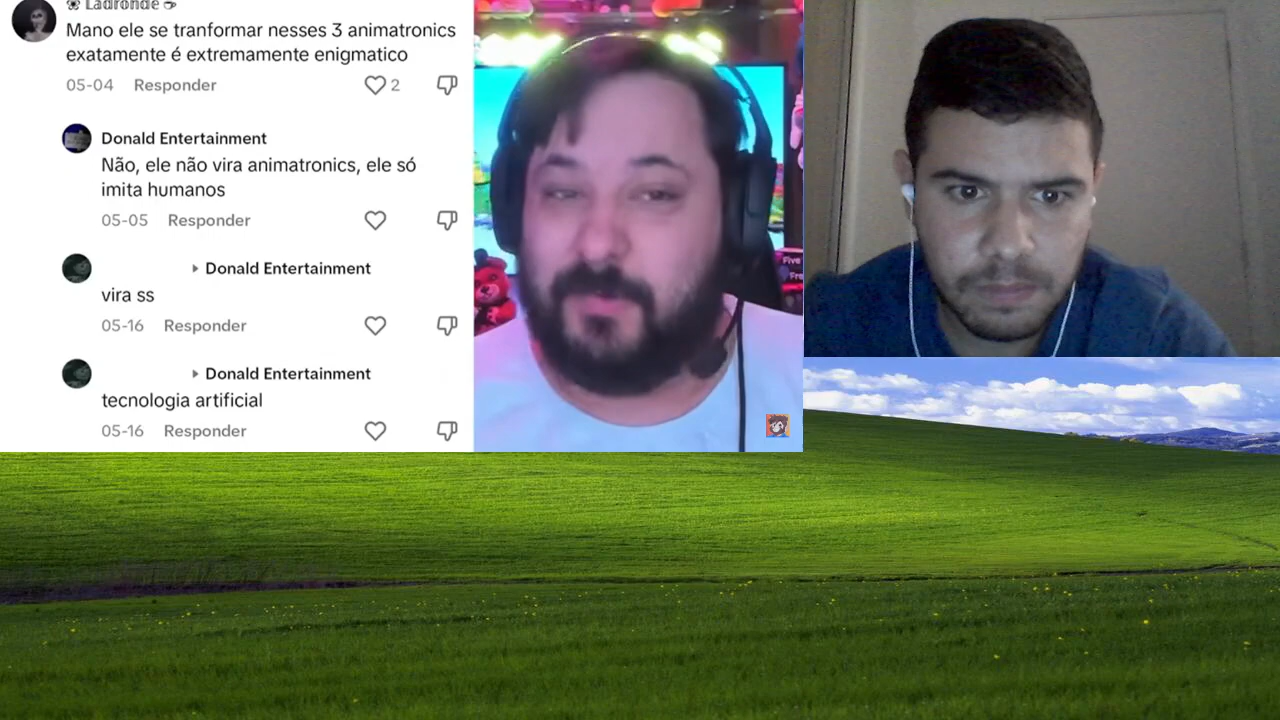 Ladronde
Mano ele se tranformar nesses 3 animatronics
exatamente é extremamente enigmatico
05-04 Responder 2
Donald Entertainment
Não, ele não vira animatronics, ele só
imita humanos
05-05 Responder
Donald Entertainment
vira ss
05-16 Responder
Donald Entertainment
tecnologia artificial
05-16 Responder
Five
Fre